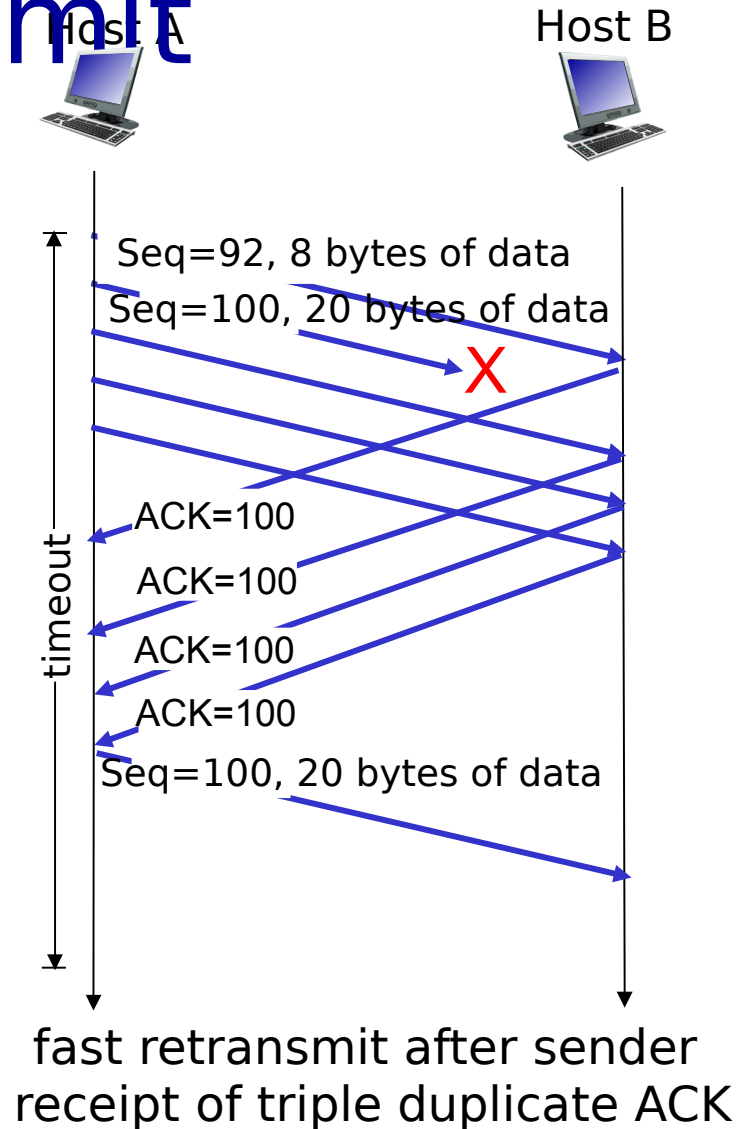 mit
Host A
Host B
Seq=92, 8 bytes of data
Seq=100, 20 bytes of data
X
ACK=100
timeout
ACK=100
ACK=100
ACK=100
Seq=100, 20 bytes of data
fast retransmit after sender
receipt of triple duplicate ACK